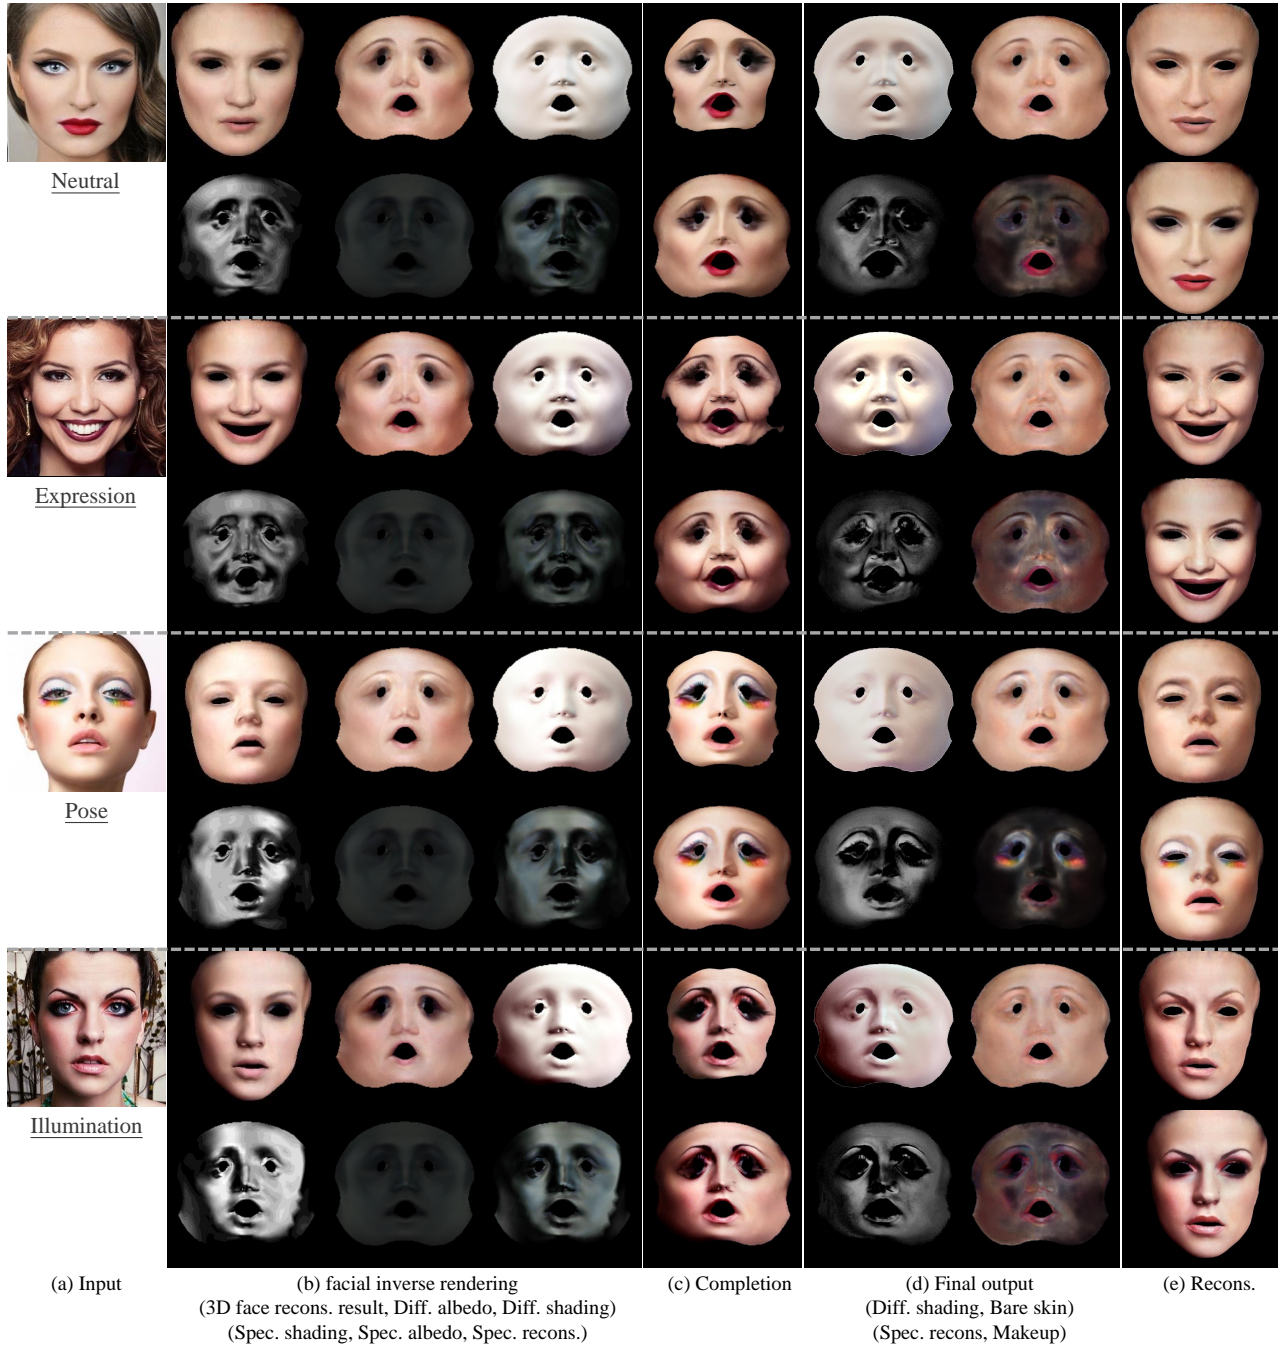 Neutral
Expression
Pose
Illumination
(a) Input
(b) facial inverse rendering
(3D face recons. result, Diff. albedo, Diff. shading)
(Spec. shading, Spec. albedo, Spec. recons.)
(c) Completion
(d) Final output
(Diff. shading, Bare skin)
(Spec. recons, Makeup)
(e) Recons.